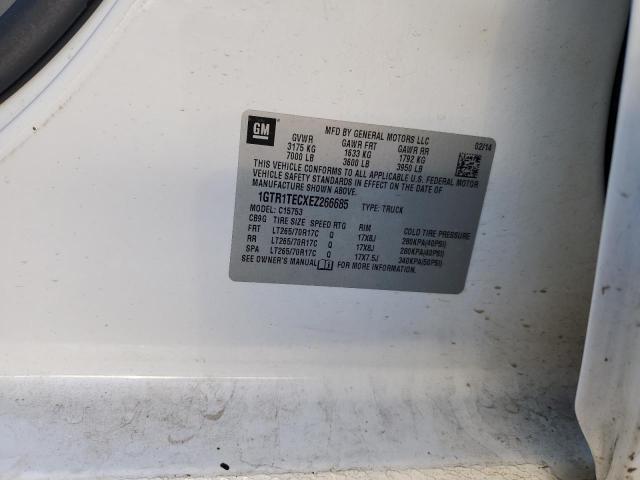 GM
MFD BY GENERAL MOTORS LLC 02/14
GVWR GAWR FRT GAWR RR
3175 KG 1633 KG 1792 KG
7000 LB 3600 LB 3950 LB
THIS VEHICLE CONFORMS TO ALL APPLICABLE U.S. FEDERAL MOTOR
VEHICLE SAFETY STANDARDS IN EFFECT ON THE DATE OF
MANUFACTURE SHOWN ABOVE.
1GTR1TECXEZ266685 TYPE: TRUCK
MODEL: C15753
CB9G TIRE SIZE SPEED RTG RIM COLD TIRE PRESSURE
FRT LT265/70R17C Q 17X8J 280KPA(40PSI)
RR LT265/70R17C Q 17X8J 280KPA(40PSI)
SPA LT265/70R17C Q 17X7.5J 340KPA(50PSI)
SEE OWNER'S MANUAL FOR MORE INFORMATION.